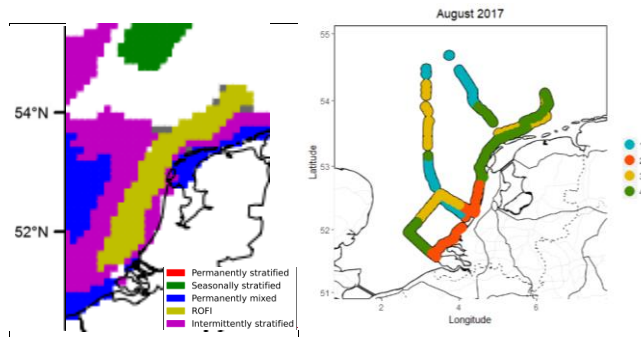 54°N
52°N
Permanently stratified
Seasonally stratified
Permanently mixed
ROFI
Intermittently stratified
August 2017
55
54
53
52
51
Latitude
2
4
6
Longitude